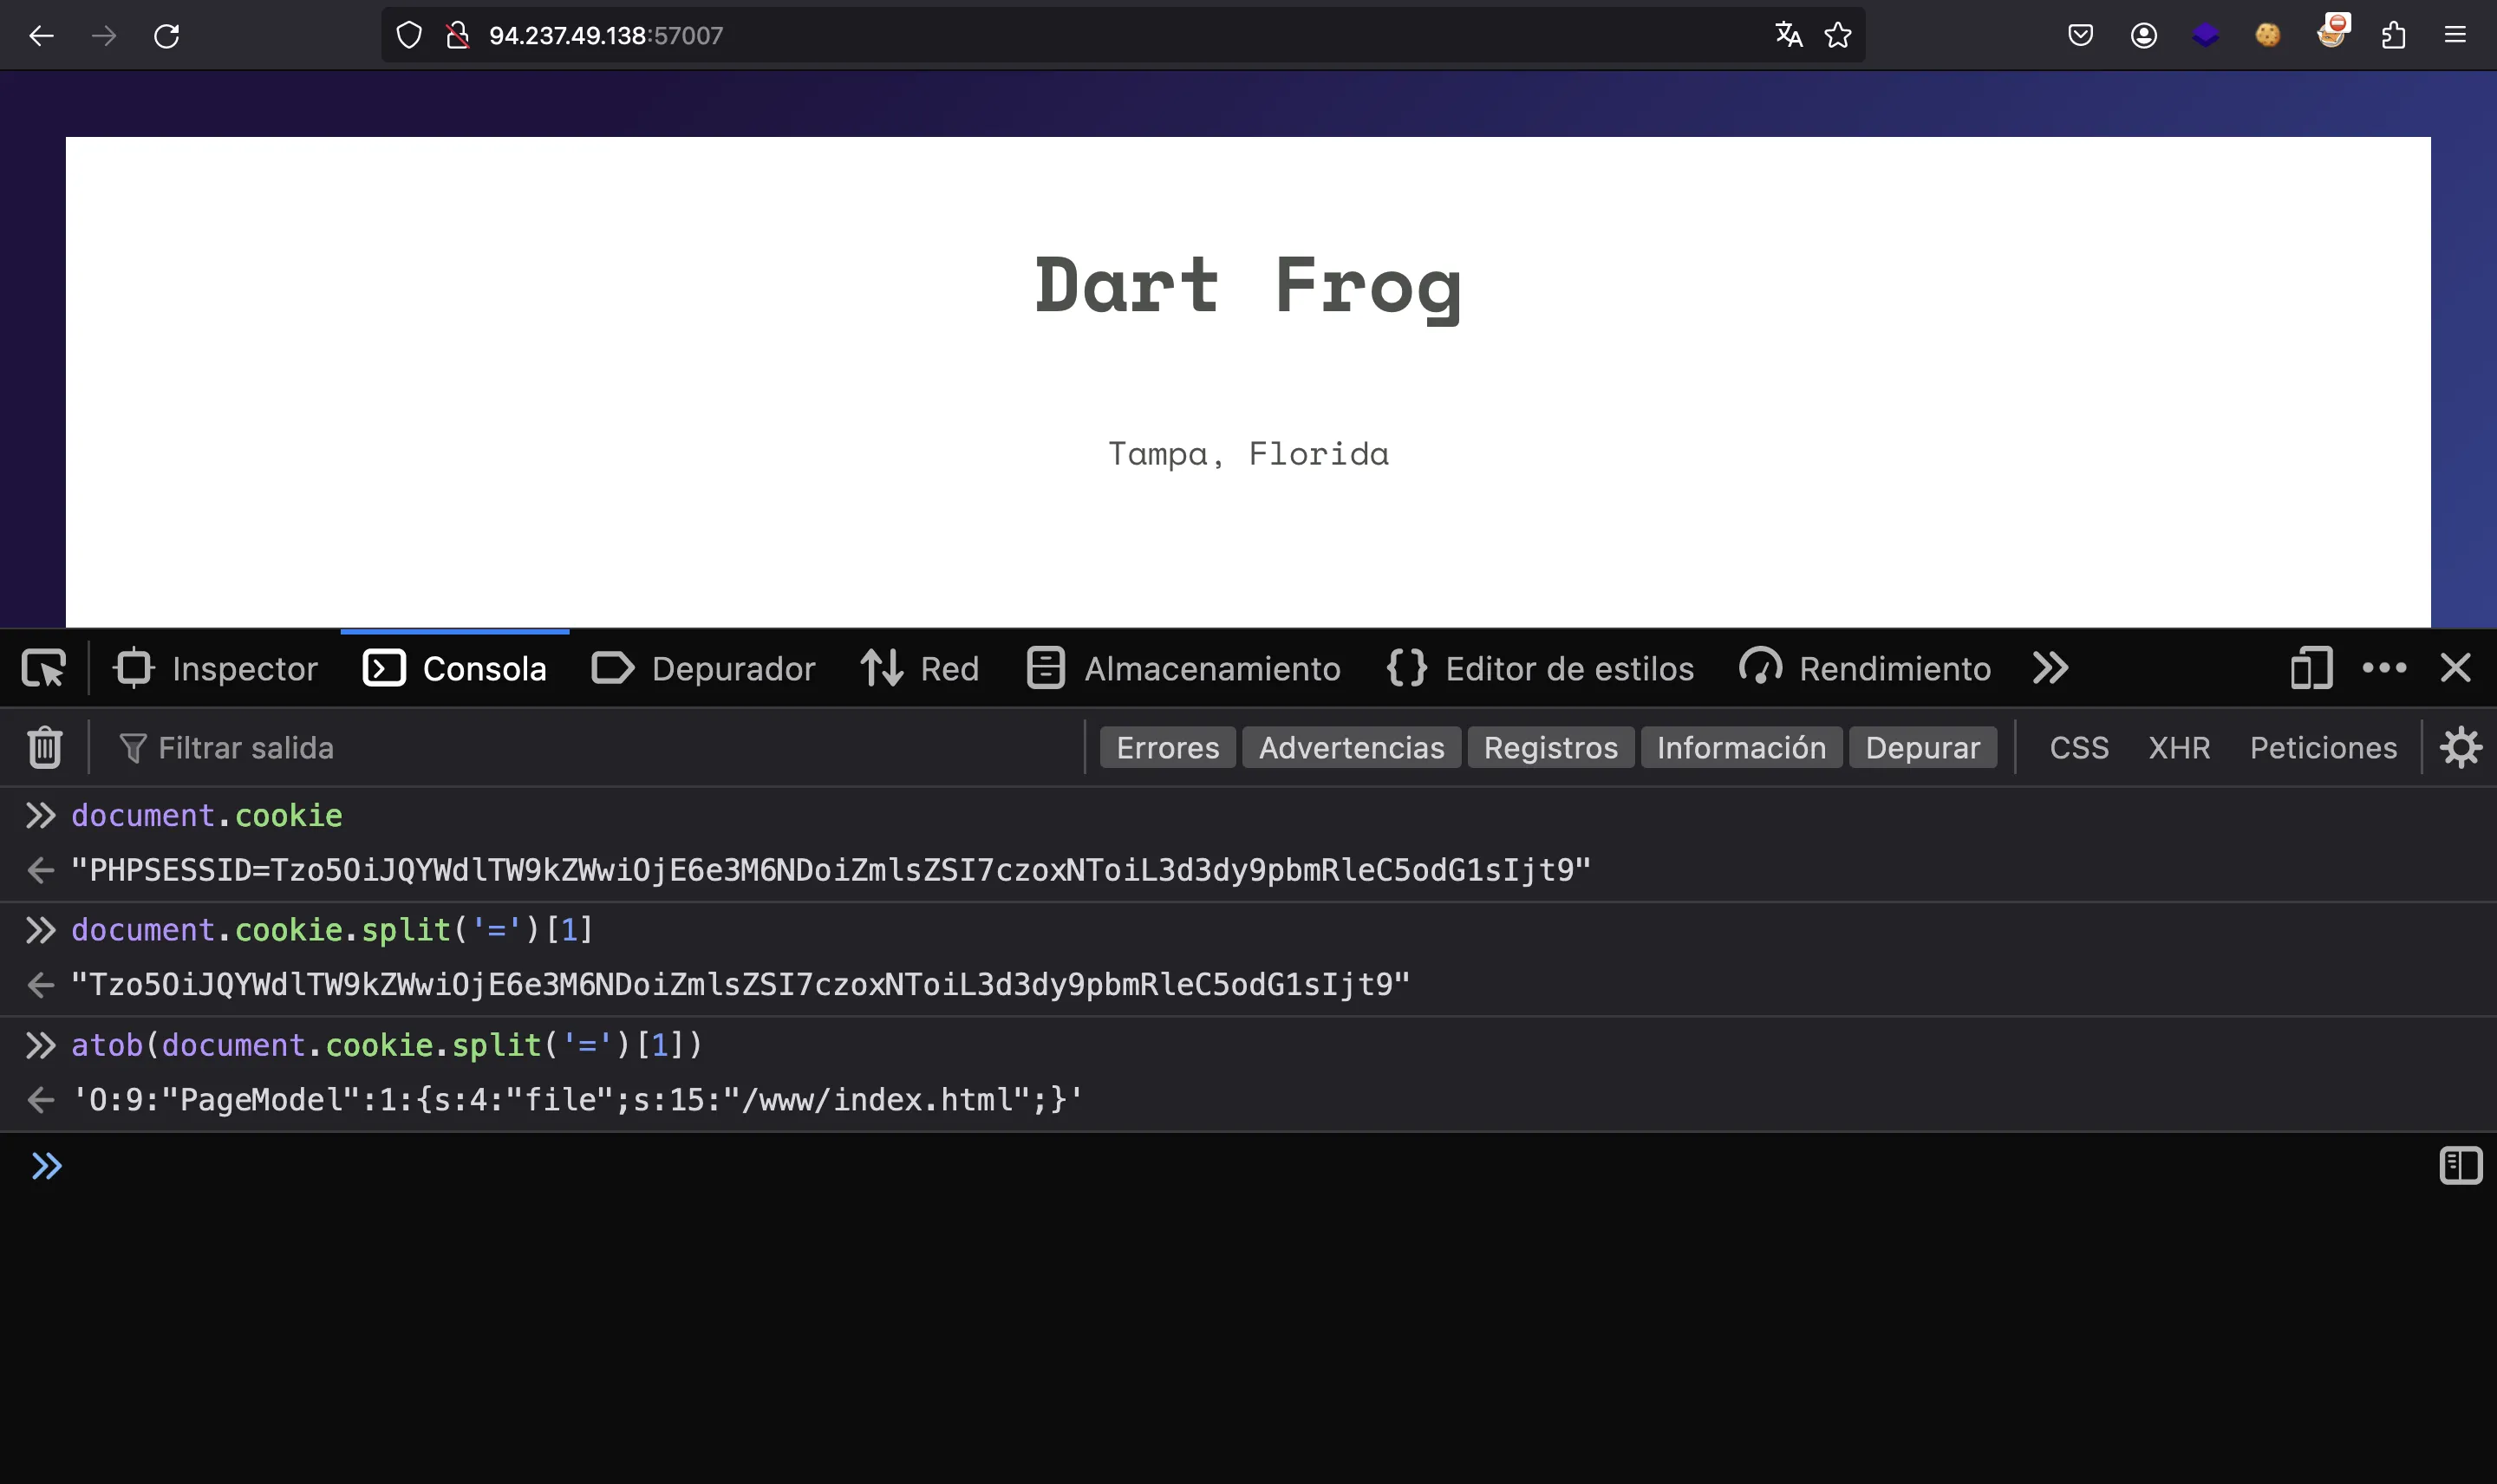 94.237.49.138:57007
Dart Frog
Tampa, Florida
Inspector Consola Depurador Red Almacenamiento Editor de estilos Rendimiento
Filtrar salida Errores Advertencias Registros Información Depurar CSS XHR Peticiones
document.cookie
"PHPSESSID=Tzo5OiJQYWdlTW9kZWwiOjE6e3M6NDoiZmlsZSI7czoxNToiL3d3dy9pbmRleC5odG1sIjt9"
document.cookie.split('=')[1]
"Tzo5OiJQYWdlTW9kZWwiOjE6e3M6NDoiZmlsZSI7czoxNToiL3d3dy9pbmRleC5odG1sIjt9"
atob(document.cookie.split('=')[1])
'O:9:"PageModel":1:{s:4:"file";s:15:"/www/index.html";}'